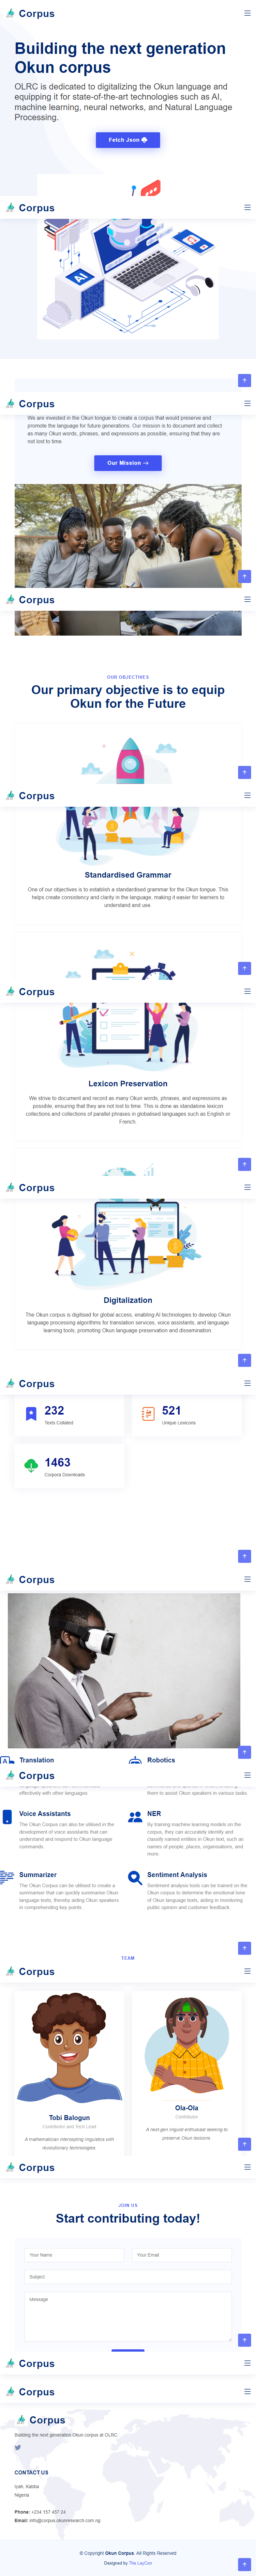 Corpus
Building the next generation
Okun corpus
OLRC is dedicated to digitalizing the Okun language and
equipping it for state-of-the-art technologies such as AI,
machine learning, neural networks, and Natural Language
Processing.
Fetch Json
Corpus
AI
Corpus
We are invested in the Okun tongue to create a corpus that would preserve and
promote the language for future generations. Our mission is to document and collect
as many Okun words, phrases, and expressions as possible, ensuring that they are
not lost to time.
Our Mission →
Corpus
OUR OBJECTIVES
Our primary objective is to equip
Okun for the Future
Corpus
Standardised Grammar
One of our objectives is to establish a standardised grammar for the Okun tongue. This
helps create consistency and clarity in the language, making it easier for learners to
understand and use.
Corpus
Lexicon Preservation
We strive to document and record as many Okun words, phrases, and expressions as
possible, ensuring that they are not lost to time. This is done as standalone lexicon
collections and collections of parallel phrases in globalised languages such as English or
French.
Corpus
Digitalization
The Okun corpus is digitised for global access, enabling AI technologies to develop Okun
language processing algorithms for translation services, voice assistants, and language
learning tools, promoting Okun language preservation and dissemination.
Corpus
232
Texts Collated
521
Unique Lexicons
1463
Corpora Downloads
Corpus
Translation
Robotics
Corpus
effectively with other languages.
them to assist Okun speakers in various tasks.
Voice Assistants
The Okun Corpus can also be utilised in the
development of voice assistants that can
understand and respond to Okun language
commands.
NER
By training machine learning models on the
corpus, they can accurately identify and
classify named entities in Okun text, such as
names of people, places, organisations, and
more.
Summarizer
The Okun Corpus can be utilised to create a
summariser that can quickly summarise Okun
language texts, thereby aiding Okun speakers
in comprehending key points.
Sentiment Analysis
Sentiment analysis tools can be trained on the
Okun corpus to determine the emotional tone
of Okun language texts, aiding in monitoring
public opinion and customer feedback.
TEAM
Corpus
Tobi Balogun
Contributor and Tech Lead
A mathematician intersepting linguistics with
revolutionary technologies
Ola-Ola
Contributor
A next-gen linguist enthusiast seeking to
preserve Okun lexicons
Corpus
JOIN US
Start contributing today!
Your Name
Your Email
Subject
Message
Corpus
Corpus
Corpus
Building the next generation Okun corpus at OLRC
CONTACT US
Iyah, Kabba
Nigeria
Phone: +234 157 457 24
Email: info@corpus.okunresearch.com.ng
© Copyright Okun Corpus. All Rights Reserved
Designed by The LayCon